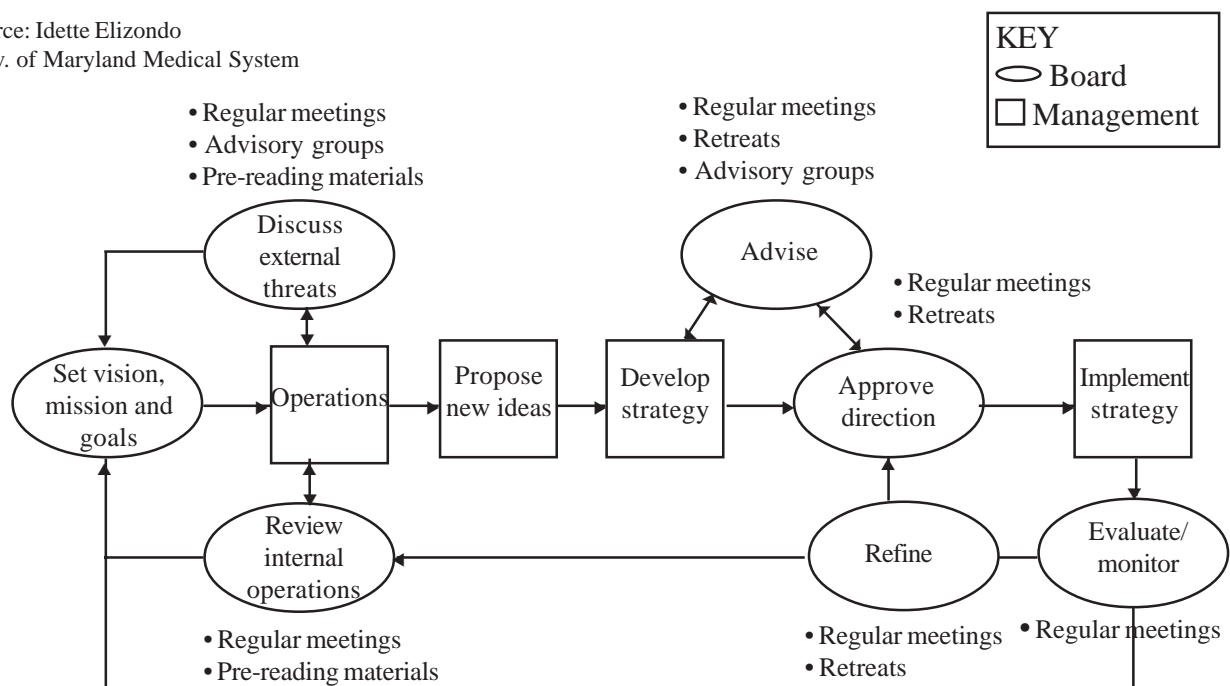 rce: Idette Elizondo
v. of Maryland Medical System
KEY
Board
Management
• Regular meetings
• Advisory groups
• Pre-reading materials
• Regular meetings
• Retreats
• Advisory groups
Discuss
external
threats
Advise
• Regular meetings
• Retreats
Set vision,
mission and
goals
Operations
Propose
new ideas
Develop
strategy
Approve
direction
Implement
strategy
Review
internal
operations
Refine
Evaluate/
monitor
• Regular meetings
• Pre-reading materials
• Regular meetings
• Retreats
• Regular meetings